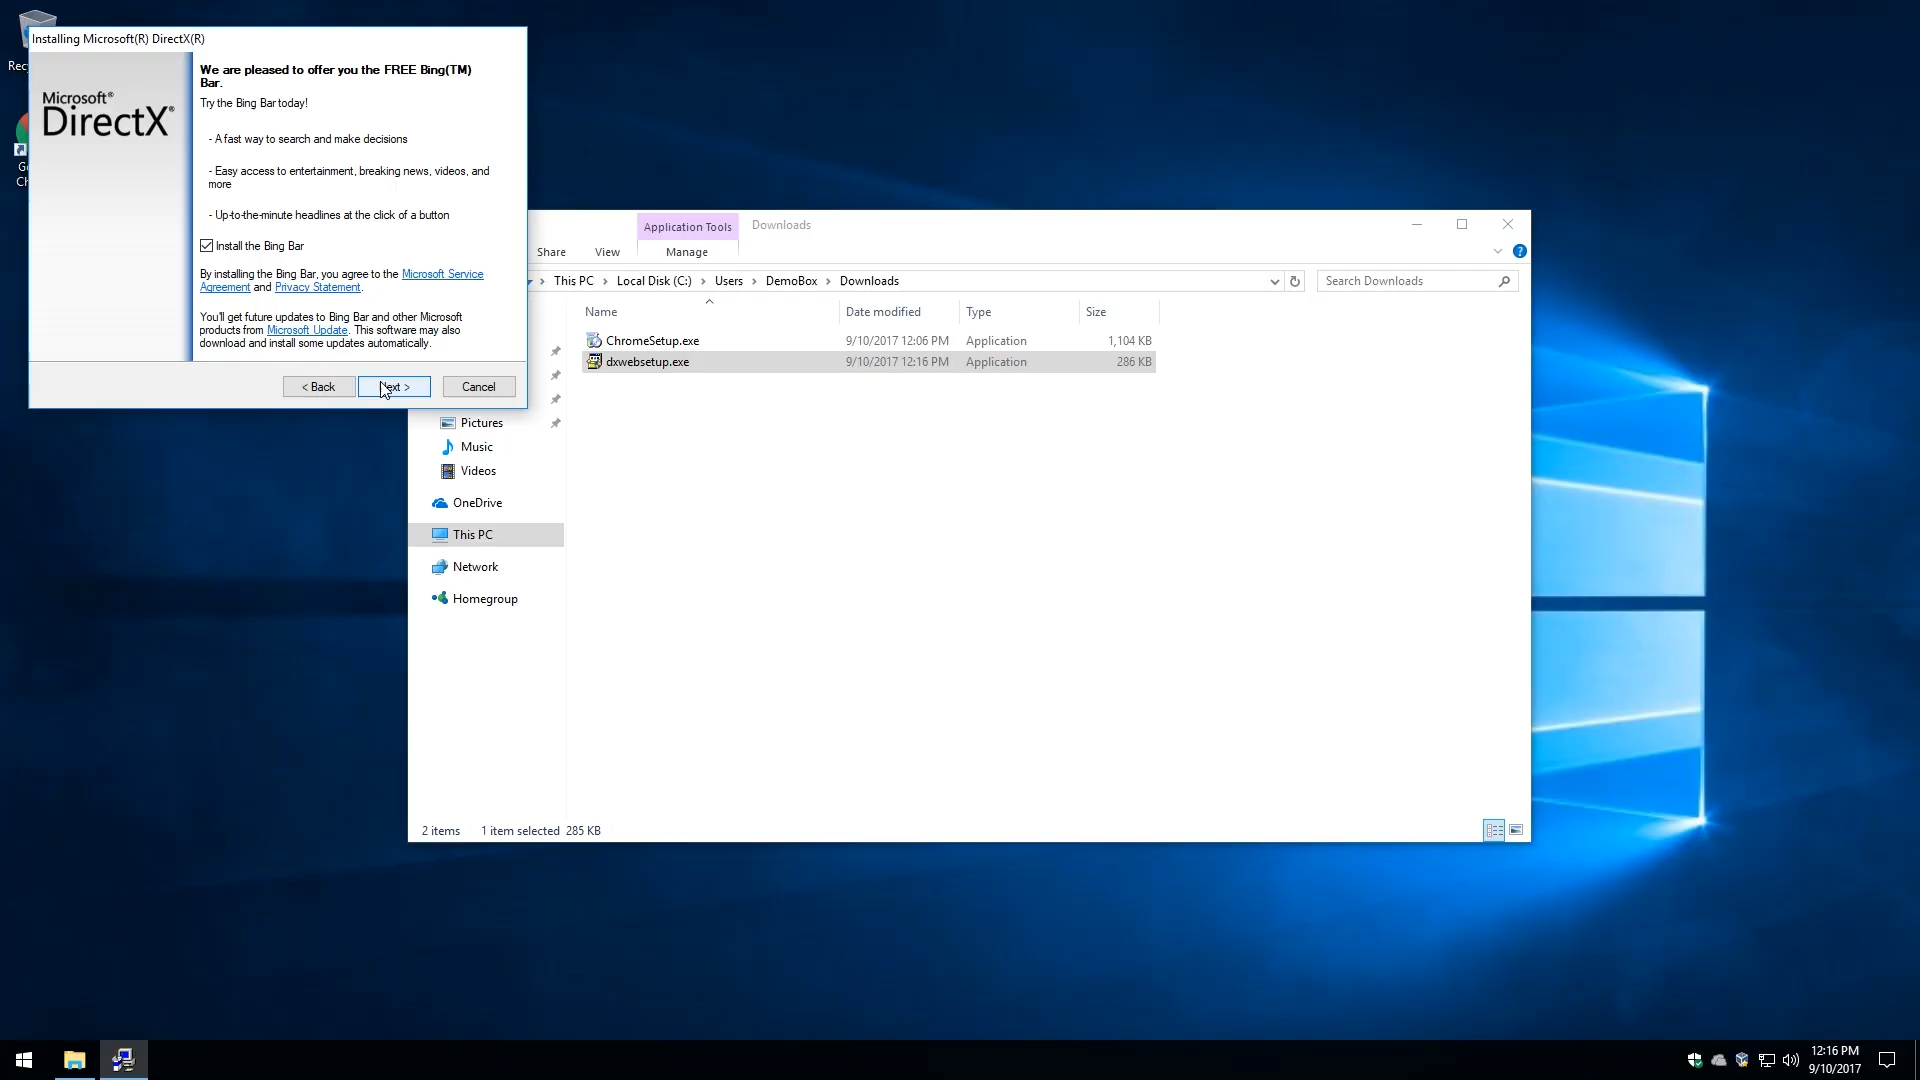 Rec
G
Ch
Installing Microsoft(R) DirectX(R)
Microsoft®
DirectX®
We are pleased to offer you the FREE Bing(TM)
Bar.
Try the Bing Bar today!
- A fast way to search and make decisions
- Easy access to entertainment, breaking news, videos, and
more
- Up-to-the-minute headlines at the click of a button
Install the Bing Bar
By installing the Bing Bar, you agree to the Microsoft Service
Agreement and Privacy Statement.
You'll get future updates to Bing Bar and other Microsoft
products from Microsoft Update. This software may also
download and install some updates automatically.
< Back
Next >
Cancel
Application Tools
Downloads
Share
View
Manage
This PC > Local Disk (C:) > Users > DemoBox > Downloads
Search Downloads
Name
Date modified
Type
Size
ChromeSetup.exe
9/10/2017 12:06 PM
Application
1,104 KB
dxwebsetup.exe
9/10/2017 12:16 PM
Application
286 KB
Pictures
Music
Videos
OneDrive
This PC
Network
Homegroup
2 items
1 item selected 285 KB
12:16 PM
9/10/2017